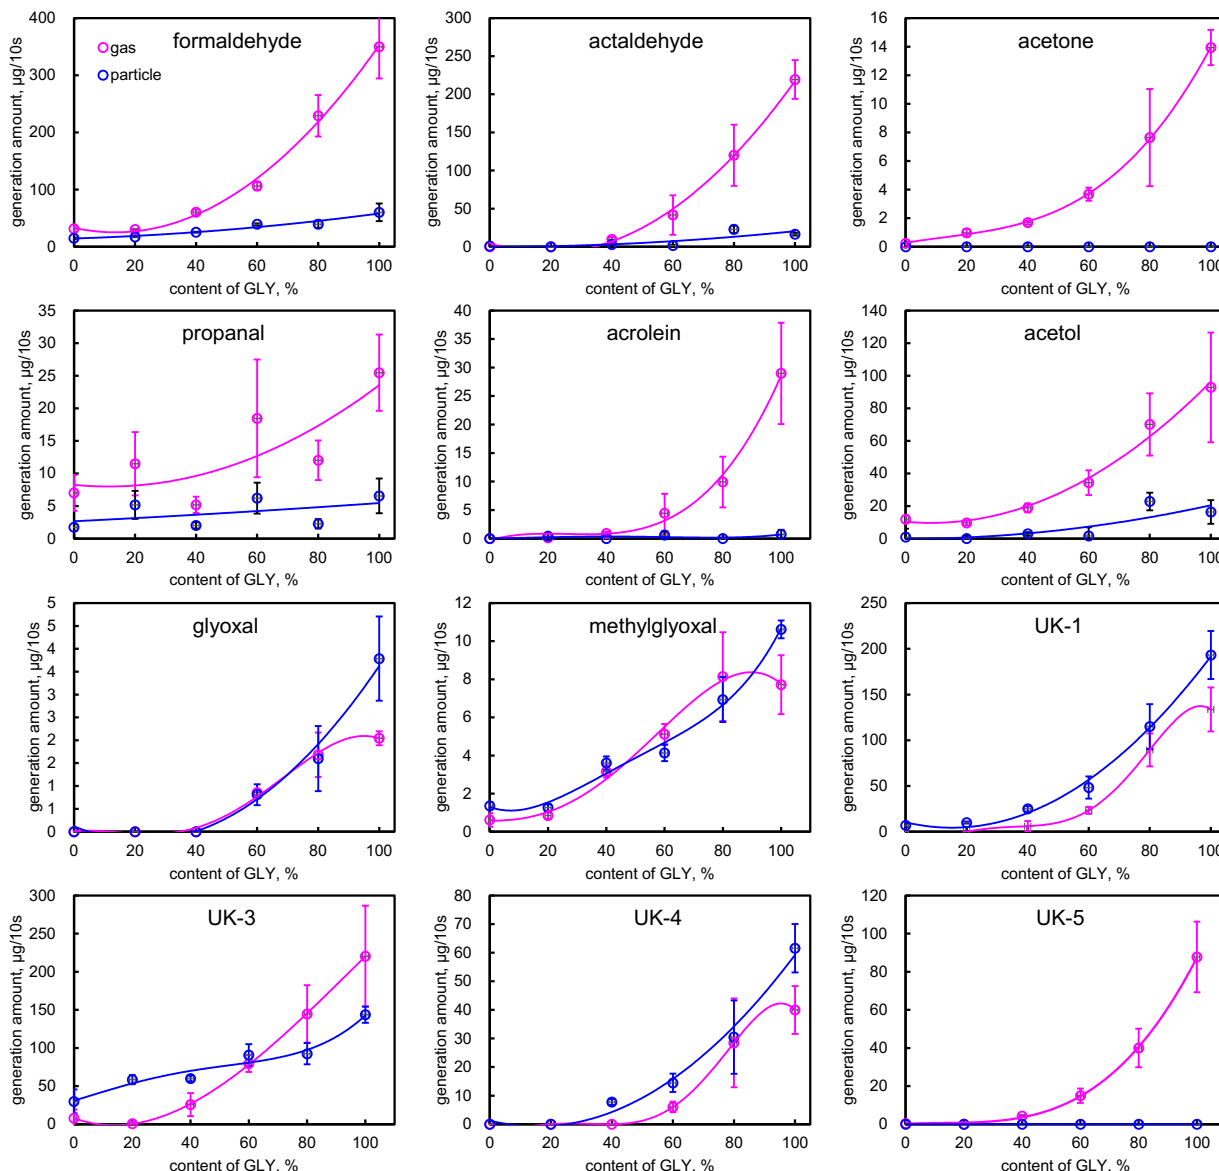 formaldehyde
gas
particle
generation amount, µg/10s
400
300
200
100
0
0 20 40 60 80 100
content of GLY, %
actaldehyde
generation amount, µg/10s
300
250
200
150
100
50
0
0 20 40 60 80 100
content of GLY, %
acetone
generation amount, µg/10s
16
14
12
10
8
6
4
2
0
0 20 40 60 80 100
content of GLY, %
propanal
generation amount, µg/10s
35
30
25
20
15
10
5
0
0 20 40 60 80 100
content of GLY, %
acrolein
generation amount, µg/10s
40
35
30
25
20
15
10
5
0
0 20 40 60 80 100
content of GLY, %
acetol
generation amount, µg/10s
140
120
100
80
60
40
20
0
0 20 40 60 80 100
content of GLY, %
glyoxal
generation amount, µg/10s
5
5
4
4
3
3
2
2
1
1
0
0 20 40 60 80 100
content of GLY, %
methylglyoxal
generation amount, µg/10s
12
10
8
6
4
2
0
0 20 40 60 80 100
content of GLY, %
UK-1
generation amount, µg/10s
250
200
150
100
50
0
0 20 40 60 80 100
content of GLY, %
UK-3
generation amount, µg/10s
300
250
200
150
100
50
0
0 20 40 60 80 100
content of GLY, %
UK-4
generation amount, µg/10s
80
70
60
50
40
30
20
10
0
0 20 40 60 80 100
content of GLY, %
UK-5
generation amount, µg/10s
120
100
80
60
40
20
0
0 20 40 60 80 100
content of GLY, %